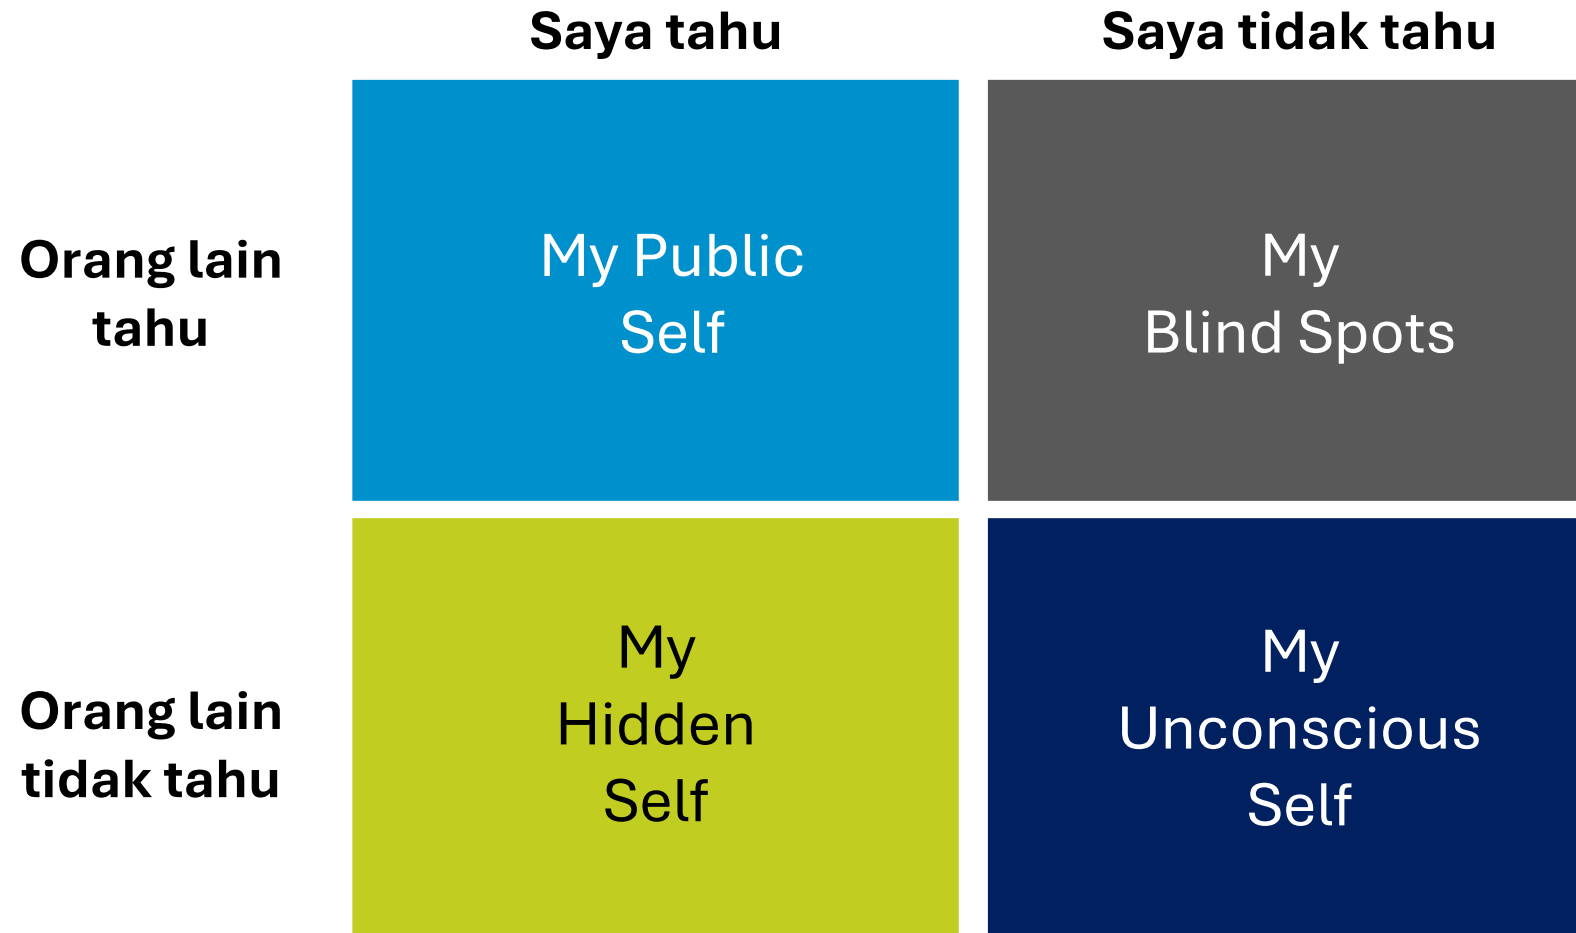 Saya tahu
Saya tidak tahu
Orang lain
tahu
My Public
Self
My
Blind Spots
Orang lain
tidak tahu
My
Hidden
Self
My
Unconscious
Self